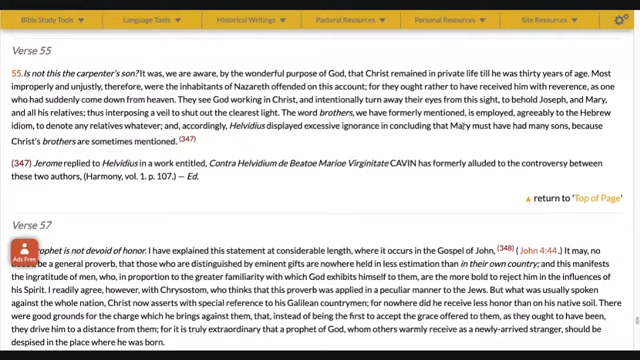 Bible Study Tools Language Tools Historical Writings Pastoral Resources Personal Resources Site Resources
Verse 55
55. Is not this the carpenter's son? It was, we are aware, by the wonderful purpose of God, that Christ remained in private life till he was thirty years of age. Most
improperly and unjustly, therefore, were the inhabitants of Nazareth offended on this account; for they ought rather to have received him with reverence, as one
who had suddenly come down from heaven. They see God working in Christ, and intentionally turn away their eyes from this sight, to behold Joseph, and Mary,
and all his relatives; thus interposing a veil to shut out the clearest light. The word brothers, we have formerly mentioned, is employed, agreeably to the Hebrew
idiom, to denote any relatives whatever; and, accordingly, Helvidius displayed excessive ignorance in concluding that Mary must have had many sons, because
Christ's brothers are sometimes mentioned. (347)
(347) Jerome replied to Helvidius in a work entitled, Contra Helvidium de Beatoe Marioe Virginitate CAVIN has formerly alluded to the controversy between
these two authors, (Harmony, vol. 1. p. 107.) — Ed.
return to 'Top of Page'
Verse 57
prophet is not devoid of honor. I have explained this statement at considerable length, where it occurs in the Gospel of John, (348) ( John 4:44.) It may, no
be a general proverb, that those who are distinguished by eminent gifts are nowhere held in less estimation than in their own country; and this manifests
Ads Free
the ingratitude of men, who, in proportion to the greater familiarity with which God exhibits himself to them, are the more bold to reject him in the influences of
his Spirit. I readily agree, however, with Chrysostom, who thinks that this proverb was applied in a peculiar manner to the Jews. But what was usually spoken
against the whole nation, Christ now asserts with special reference to his Galilean countrymen; for nowhere did he receive less honor than on his native soil.
There were good grounds for the charge which he brings against them, that, instead of being the first to accept the grace offered to them, as they ought to have been,
they drive him to a distance from them; for it is truly extraordinary that a prophet of God, whom others warmly receive as a newly-arrived stranger, should be
despised in the place where he was born.